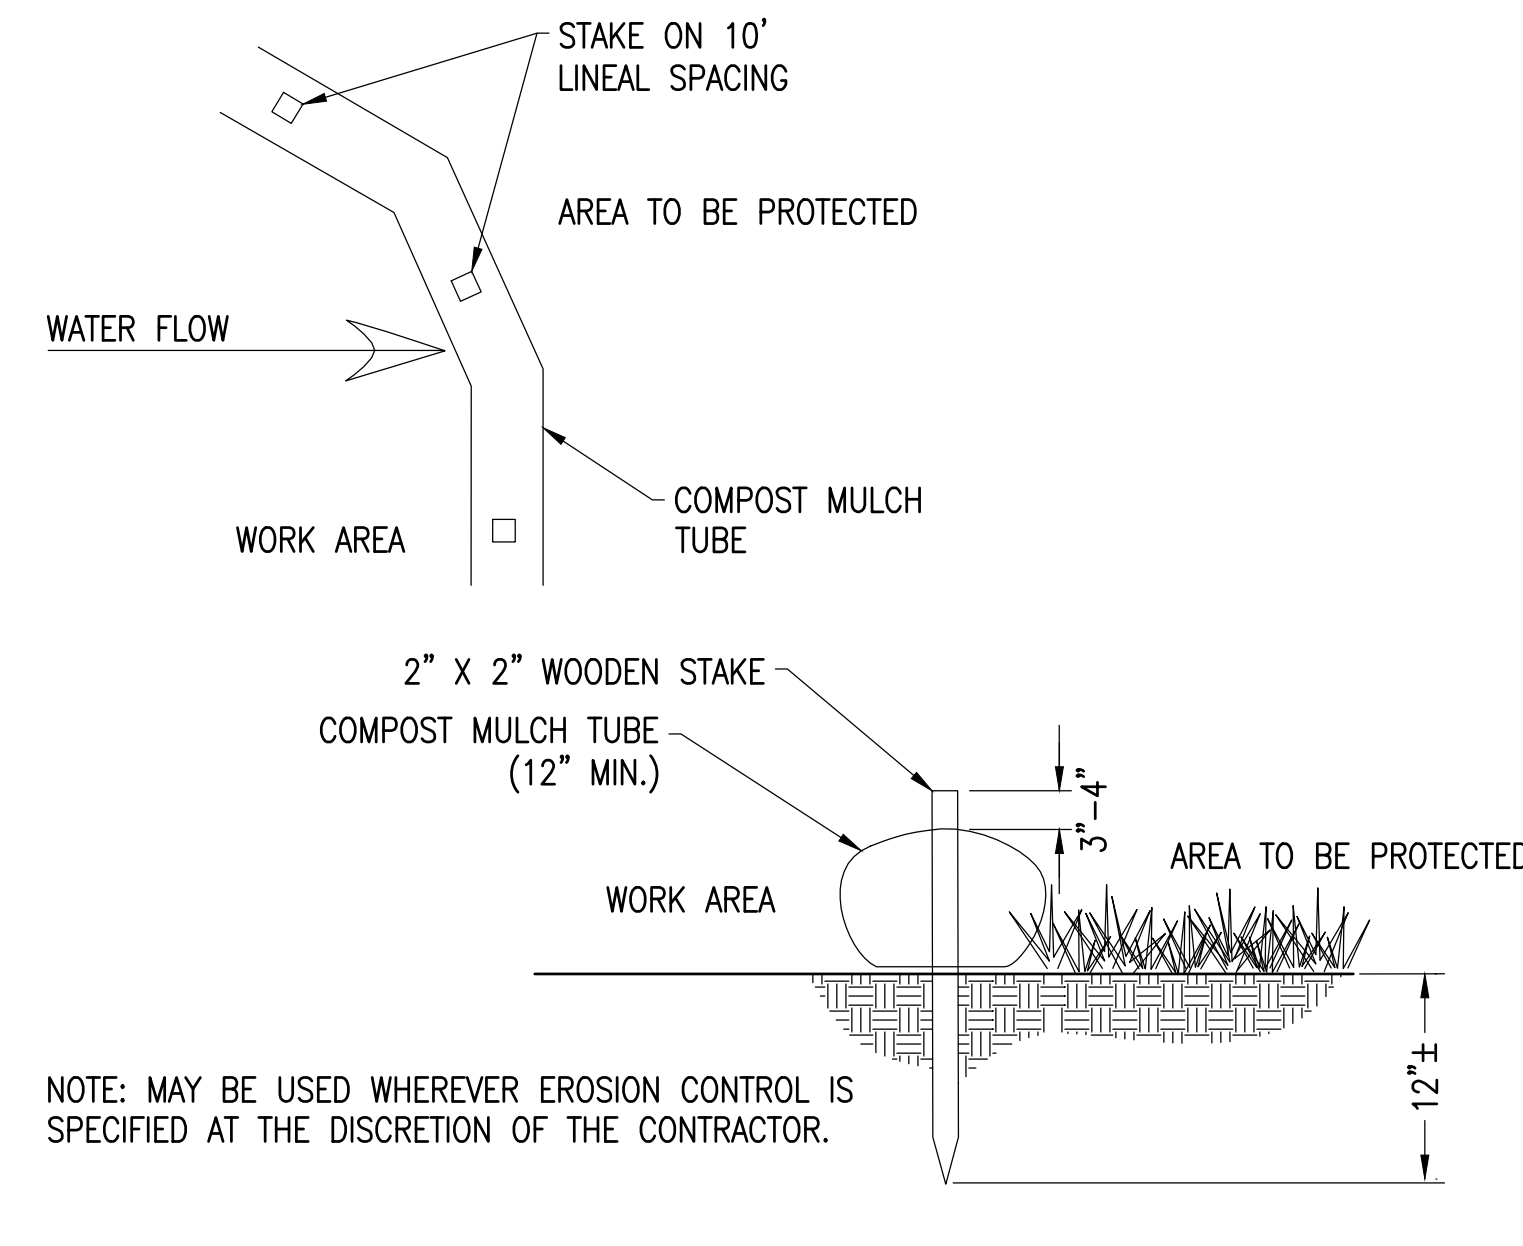 STAKE ON 10'
LINEAL SPACING
AREA TO BE PROTECTED
WATER FLOW
COMPOST MULCH
TUBE
WORK AREA
2" X 2" WOODEN STAKE
COMPOST MULCH TUBE
(12" MIN.)
3"-4"
AREA TO BE PROTECTED
WORK AREA
12"±
NOTE: MAY BE USED WHEREVER EROSION CONTROL IS
SPECIFIED AT THE DISCRETION OF THE CONTRACTOR.